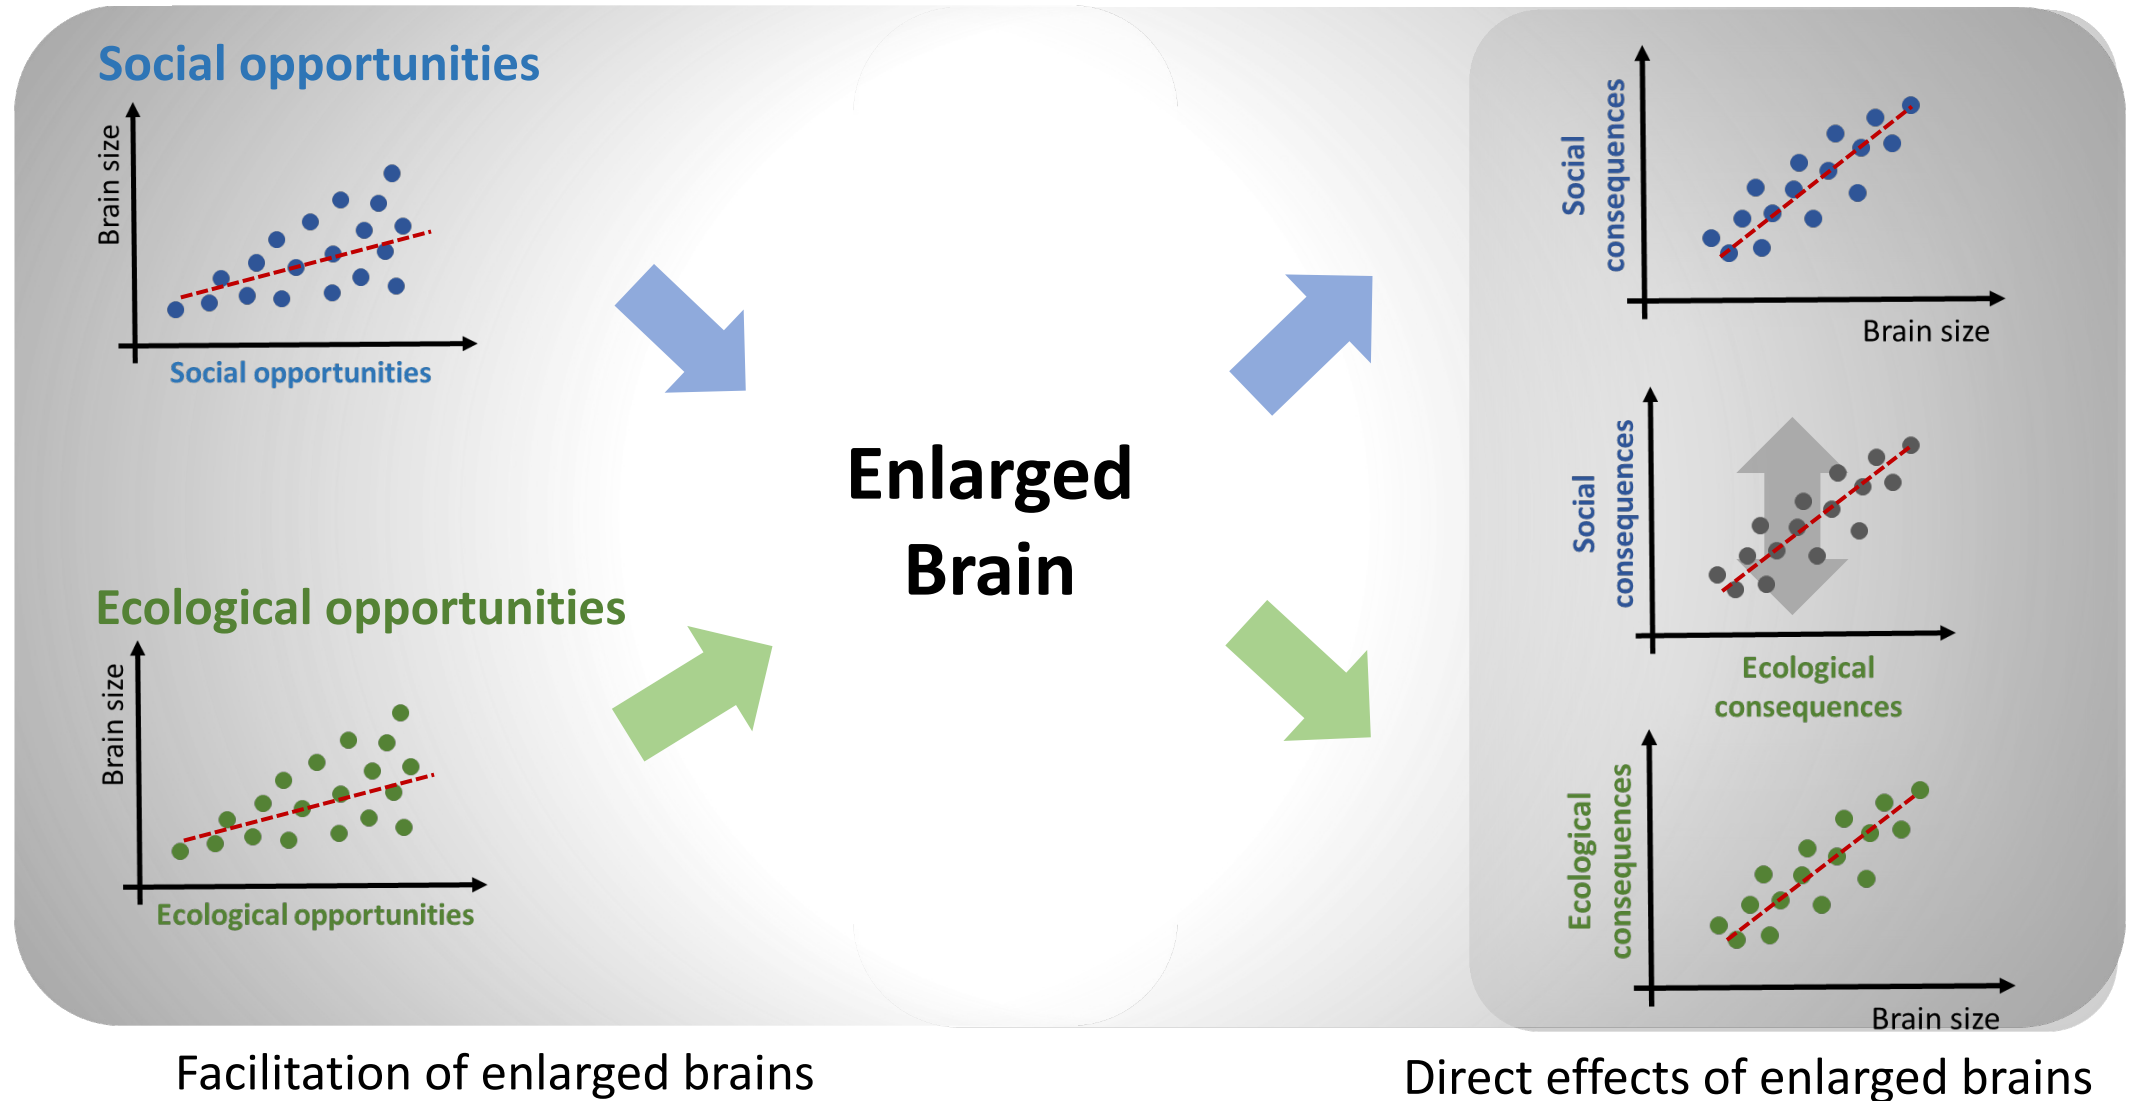 Social opportunities
Brain size
Social opportunities
Ecological opportunities
Brain size
Ecological opportunities
Enlarged
Brain
Social
consequences
Brain size
Social
consequences
Ecological
consequences
Ecological
consequences
Brain size
Facilitation of enlarged brains
Direct effects of enlarged brains